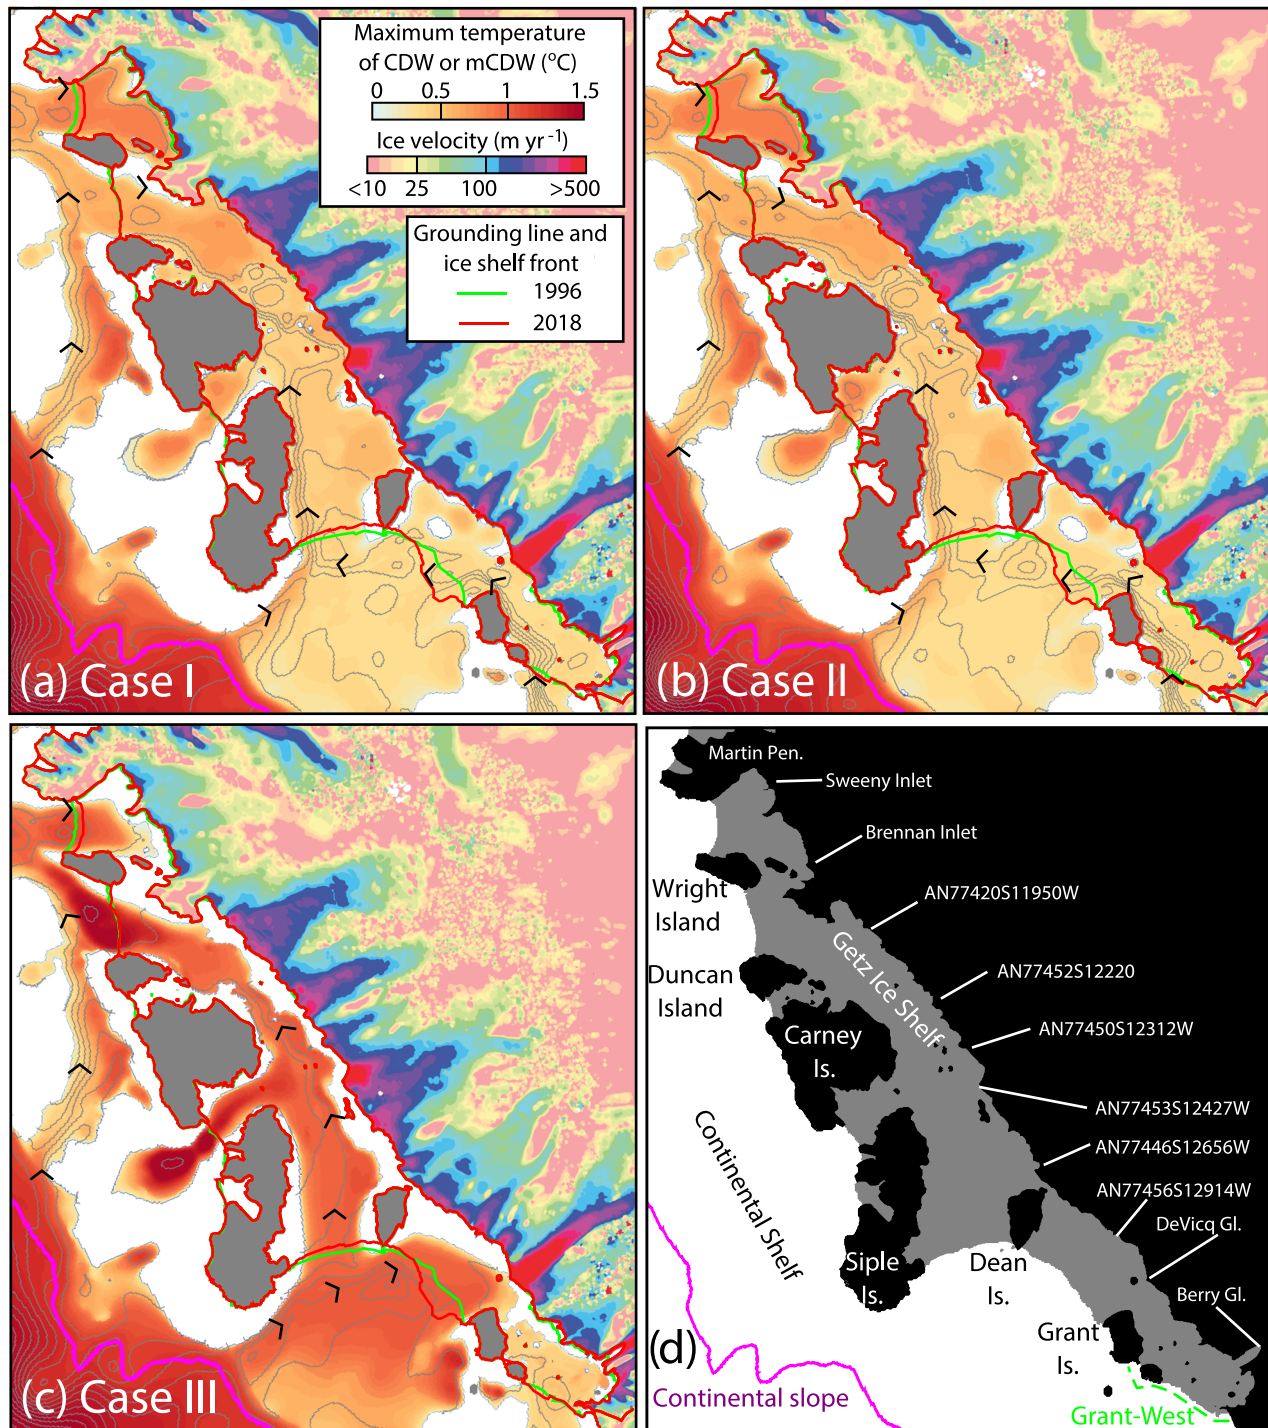 Maximum temperature
of CDW or mCDW (°C)
0 0.5 1 1.5
Ice velocity (m yr -1)
<10 25 100 >500
Grounding line and
ice shelf front
1996
2018
(a) Case I
(b) Case II
(c) Case III
Martin Pen.
Sweeny Inlet
Brennan Inlet
Wright
Island
AN77420S11950W
Getz Ice Shelf
Duncan
Island
AN77452S12220
AN77450S12312W
Carney
Is.
AN77453S12427W
Continental Shelf
AN77446S12656W
AN77456S12914W
DeVicq Gl.
Siple
Is.
Dean
Is.
Berry Gl.
Grant
Is.
(d)
Continental slope
Grant-West